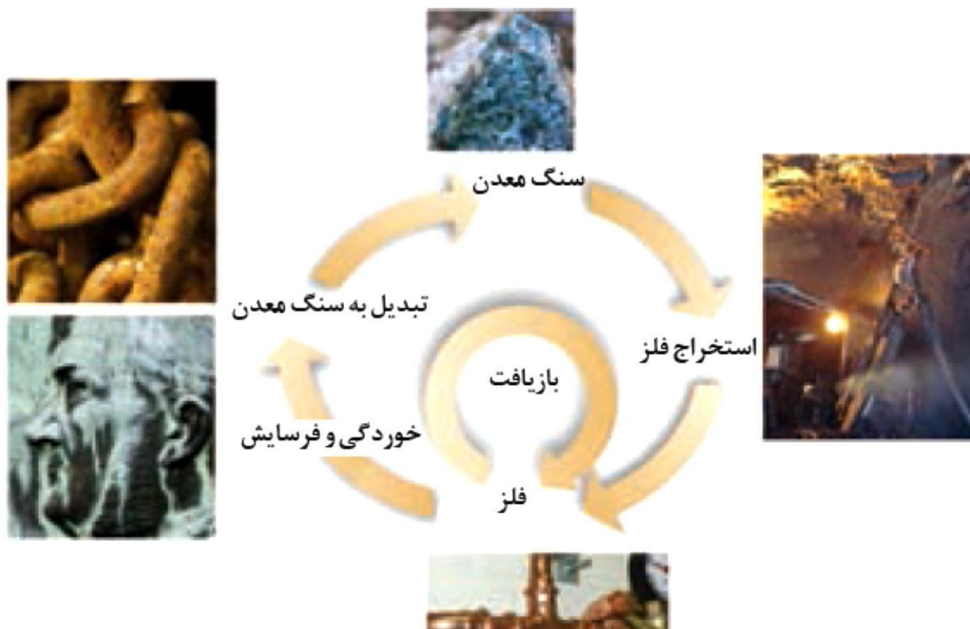 سنگ معدن
استخراج فلز
فلز
خوردگی و فرسایش
تبدیل به سنگ معدن
بازیافت